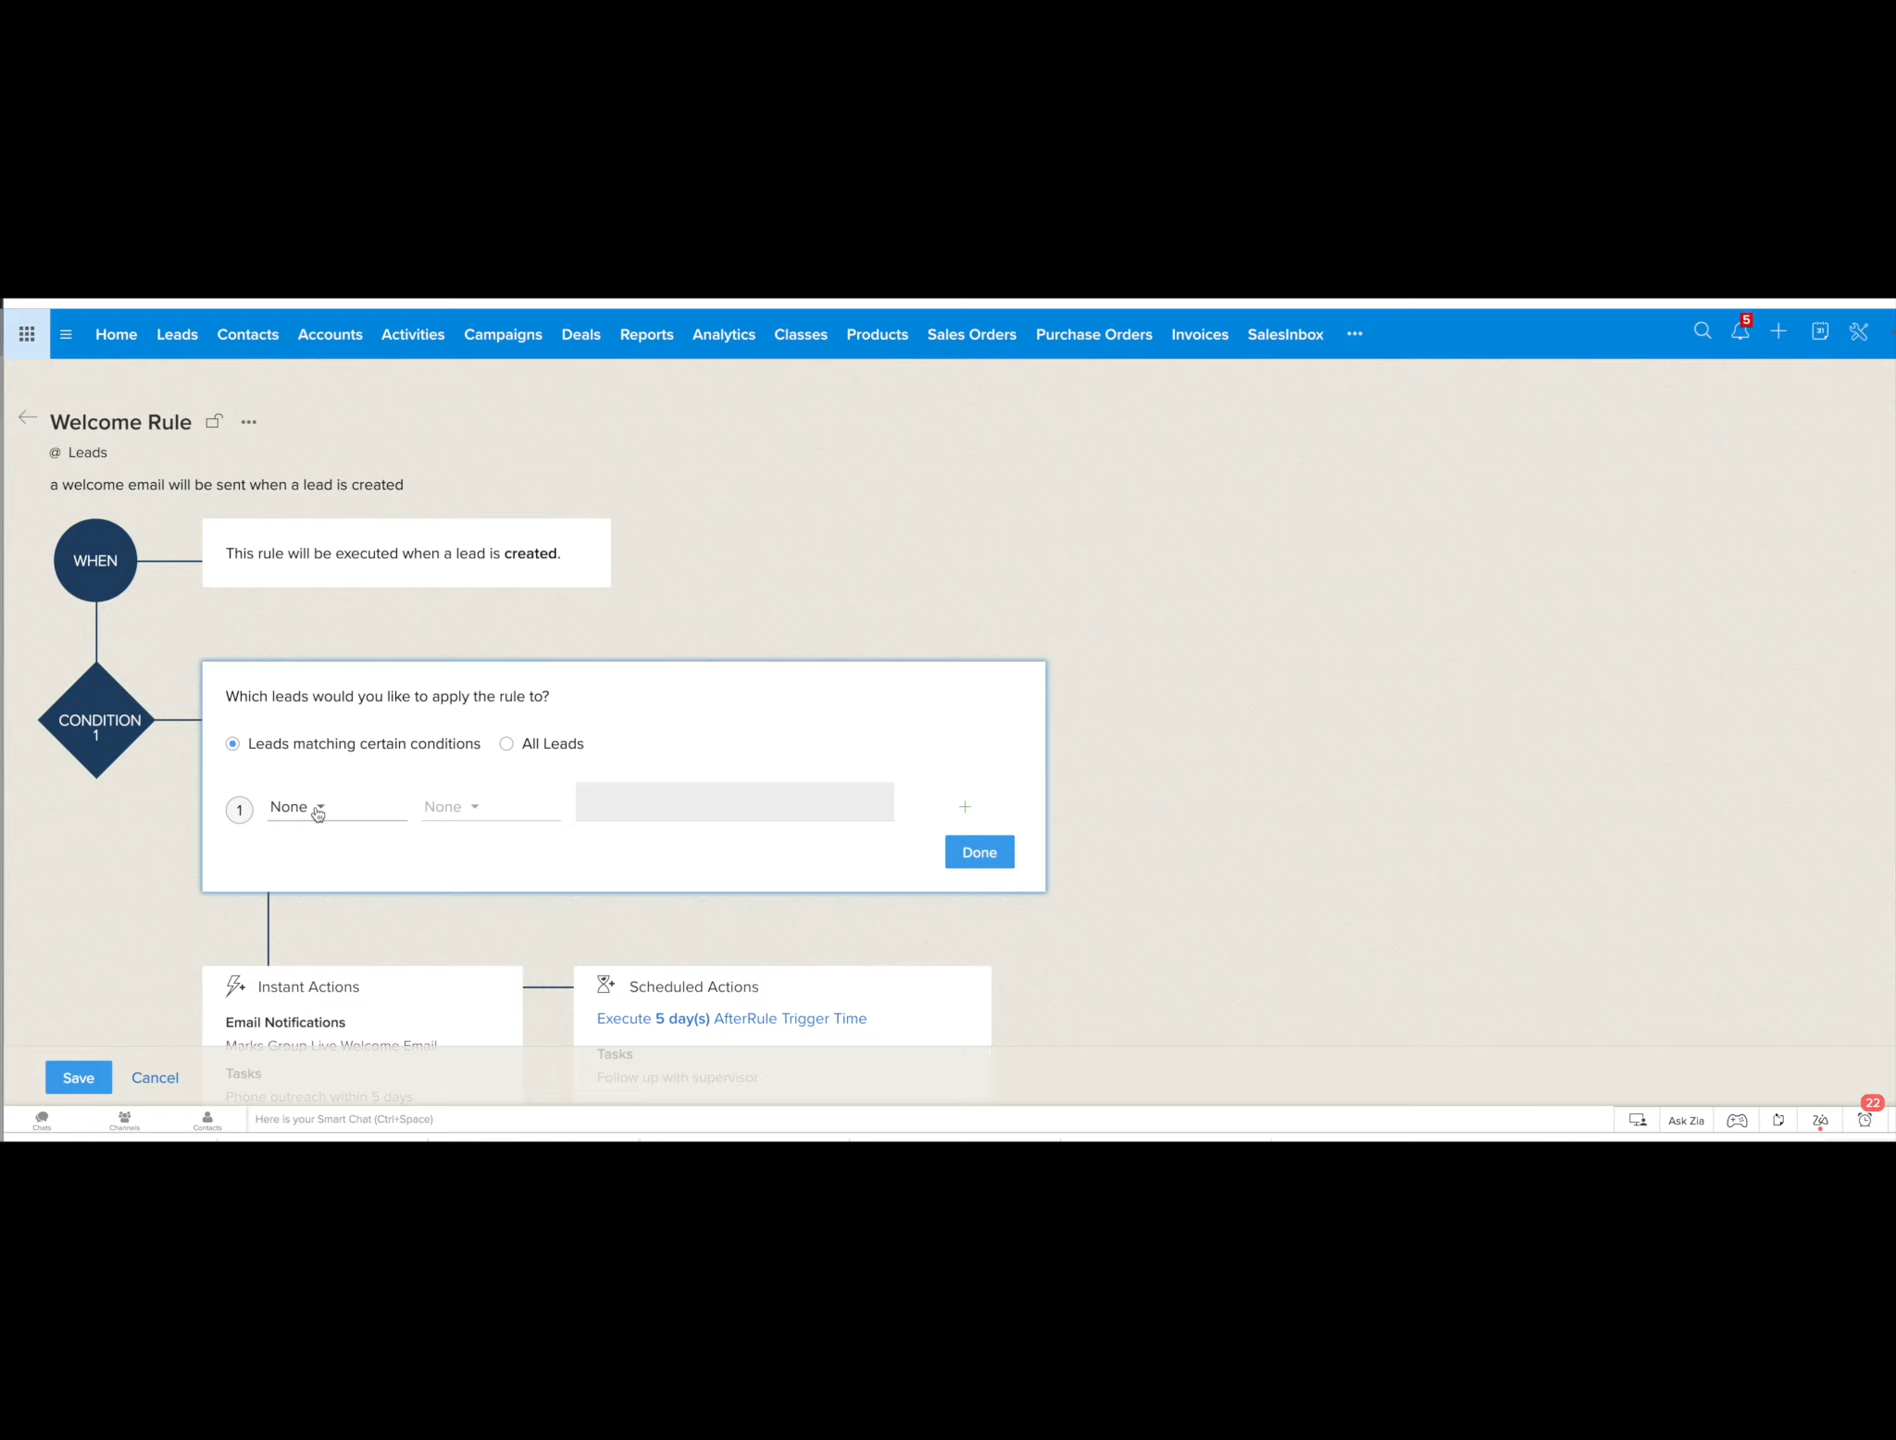 Home Leads Contacts Accounts Activities Campaigns Deals Reports Analytics Classes Products Sales Orders Purchase Orders Invoices SalesInbox ••• 5 31
Welcome Rule •••
@ Leads
a welcome email will be sent when a lead is created
WHEN
This rule will be executed when a lead is created.
CONDITION
1
Which leads would you like to apply the rule to?
Leads matching certain conditions All Leads
1 None None +
Done
Instant Actions
Email Notifications
Marks Group Live Welcome Email
Tasks
Phone outreach within 5 days
Scheduled Actions
Execute 5 day(s) AfterRule Trigger Time
Tasks
Follow up with supervisor
Save Cancel
Chats Channels Contacts Here is your Smart Chat (Ctrl+Space) Ask Zia 22